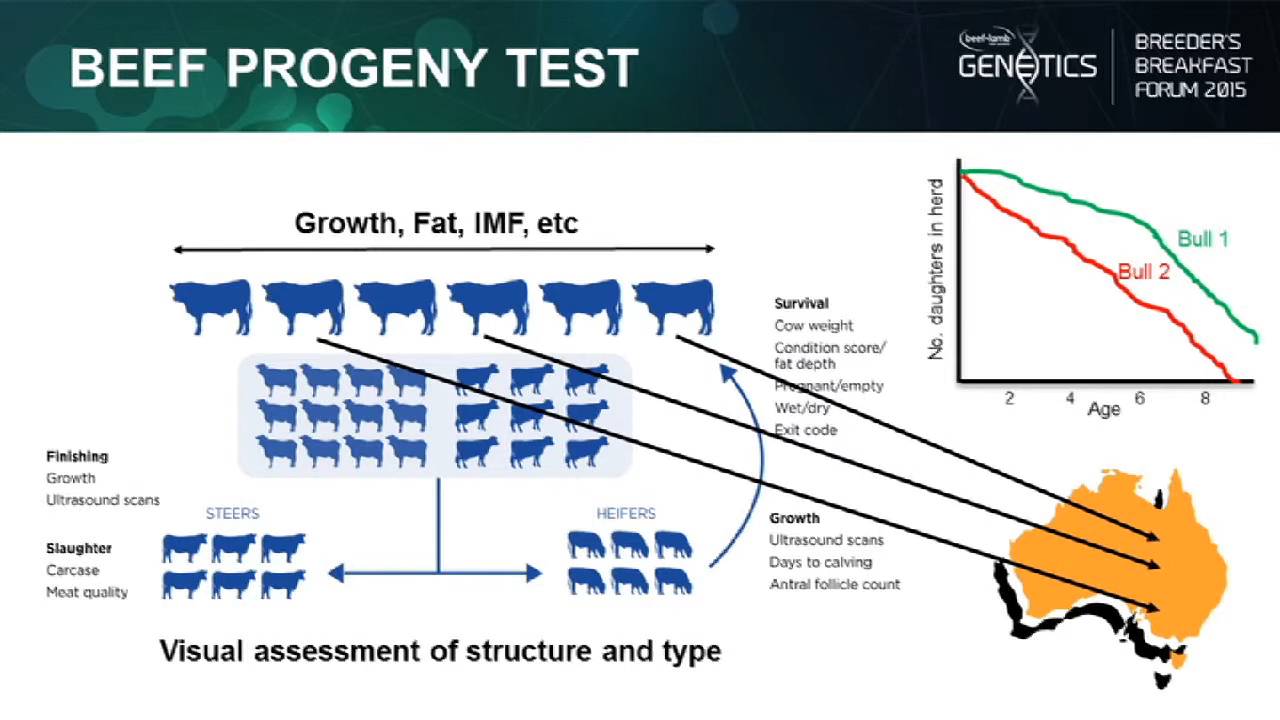 BEEF PROGENY TEST
beef+lamb
GENETICS
BREEDER'S
BREAKFAST
FORUM 2015
Growth, Fat, IMF, etc
Survival
Cow weight
Condition score/
fat depth
Pregnant/empty
Wet/dry
Exit code
No. daughters in herd
Bull 1
Bull 2
2 4 6 8
Age
Finishing
Growth
Ultrasound scans
Slaughter
Carcase
Meat quality
STEERS
HEIFERS
Growth
Ultrasound scans
Days to calving
Antral follicle count
Visual assessment of structure and type